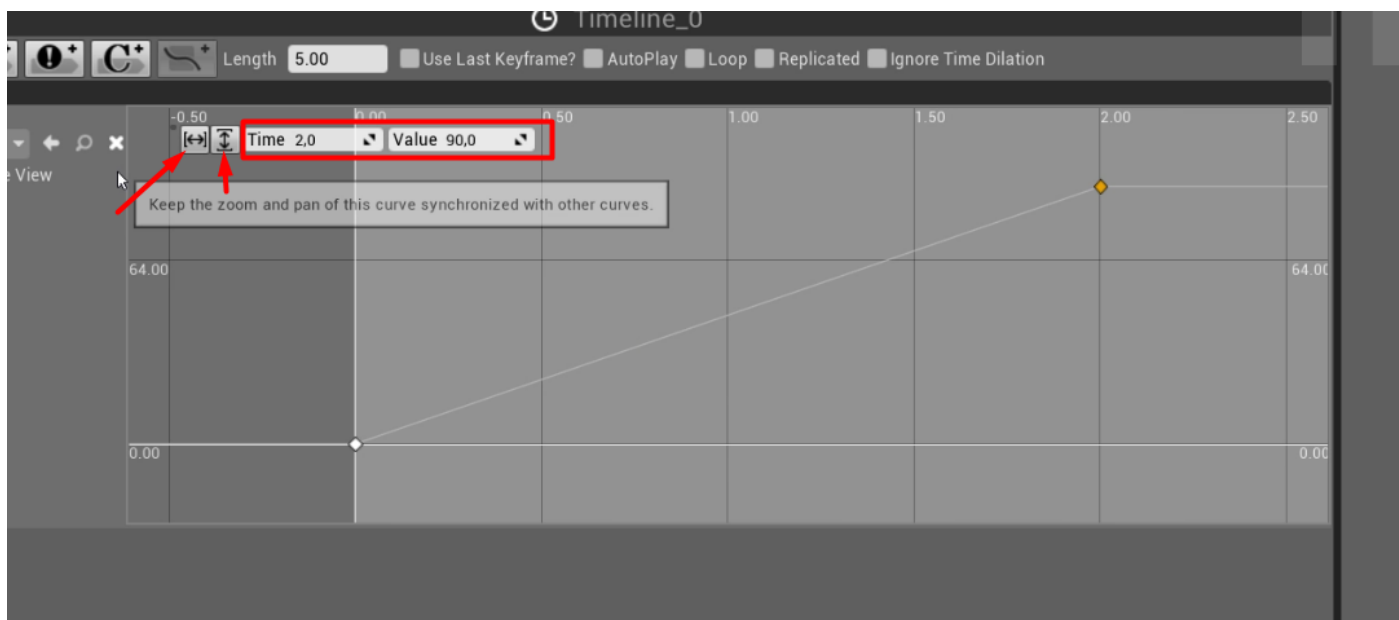 Timeline_0
C+ Length 5.00 Use Last Keyframe? AutoPlay Loop Replicated Ignore Time Dilation
-0.50 0.00 0.50 1.00 1.50 2.00 2.50
Time 2,0 Value 90,0
View
Keep the zoom and pan of this curve synchronized with other curves.
64.00 64.00
0.00 0.00